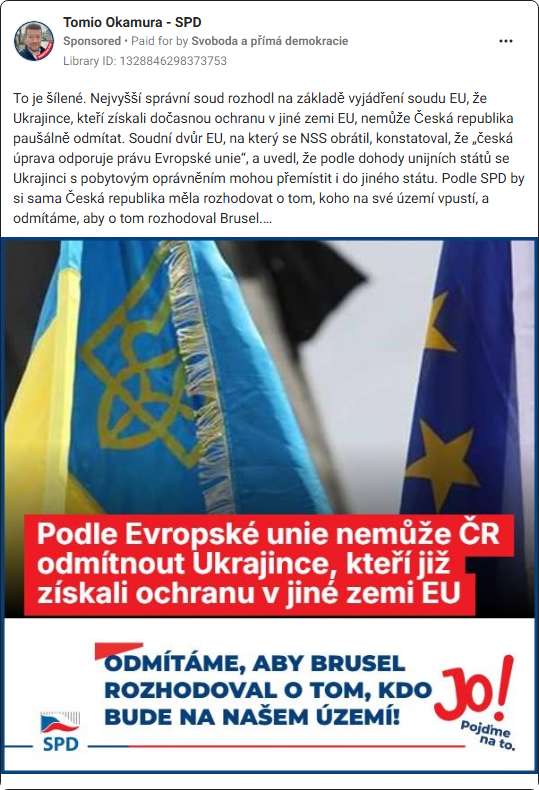 Tomio Okamura - SPD
Sponsored • Paid for by Svoboda a přímá demokracie
Library ID: 1328846298373753
To je šílené. Nejvyšší správní soud rozhodl na základě vyjádření soudu EU, že
Ukrajince, kteří získali dočasnou ochranu v jiné zemi EU, nemůže Česká republika
paušálně odmítat. Soudní dvůr EU, na který se NSS obrátil, konstatoval, že „česká
úprava odporuje právu Evropské unie“, a uvedl, že podle dohody unijních států se
Ukrajinci s pobytovým oprávněním mohou přemístit i do jiného státu. Podle SPD by
si sama Česká republika měla rozhodovat o tom, koho na své území vpustí, a
odmítáme, aby o tom rozhodoval Brusel....
Podle Evropské unie nemůže ČR
odmítnout Ukrajince, kteří již
získali ochranu v jiné zemi EU
ODMÍTÁME, ABY BRUSEL
ROZHODOVAL O TOM, KDO
BUDE NA NAŠEM ÚZEMÍ!
Jo!
Pojďme
na to.
SPD